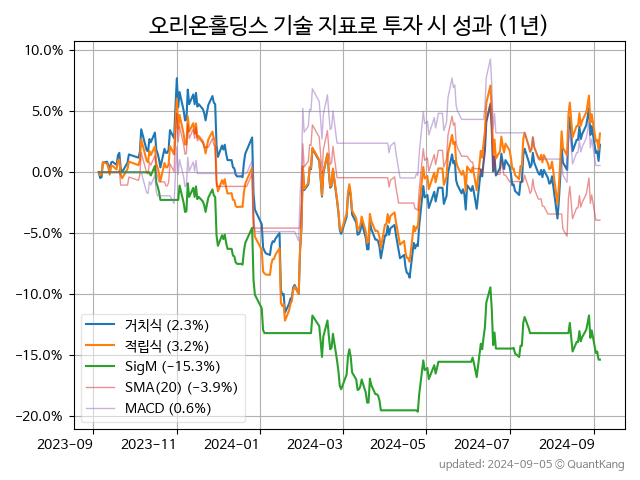 오리온홀딩스 기술 지표로 투자 시 성과 (1년)
10.0%
5.0%
0.0%
−5.0%
−10.0%
−15.0%
−20.0%
거치식 (2.3%)
적립식 (3.2%)
SigM (−15.3%)
SMA(20) (−3.9%)
MACD (0.6%)
2023-09 2023-11 2024-01 2024-03 2024-05 2024-07 2024-09
updated: 2024-09-05 © QuantKang